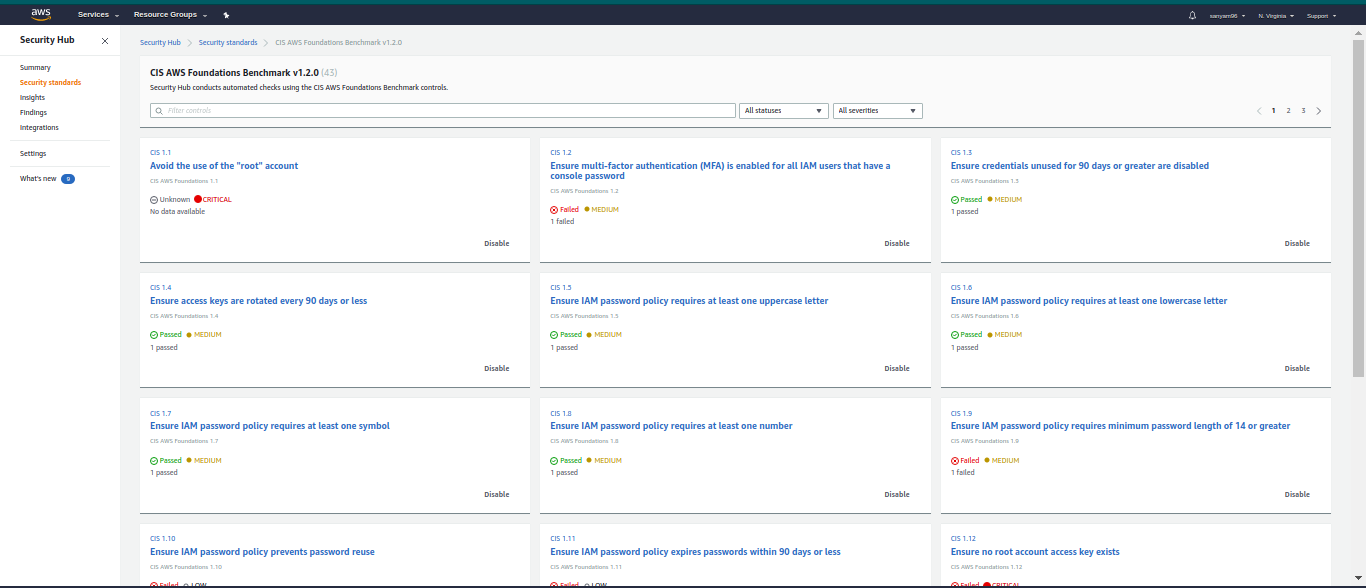 aws Services Resource Groups sanyam96 N. Virginia Support
Security Hub
Summary
Security standards
Insights
Findings
Integrations
Settings
What's new 9
Security Hub Security standards CIS AWS Foundations Benchmark v1.2.0
CIS AWS Foundations Benchmark v1.2.0 (43)
Security Hub conducts automated checks using the CIS AWS Foundations Benchmark controls.
Filter controls All statuses All severities 1 2 3
CIS 1.1
Avoid the use of the "root" account
CIS AWS Foundations 1.1
Unknown CRITICAL
No data available
Disable
CIS 1.2
Ensure multi-factor authentication (MFA) is enabled for all IAM users that have a
console password
CIS AWS Foundations 1.2
Failed MEDIUM
1 failed
Disable
CIS 1.3
Ensure credentials unused for 90 days or greater are disabled
CIS AWS Foundations 1.3
Passed MEDIUM
1 passed
Disable
CIS 1.4
Ensure access keys are rotated every 90 days or less
CIS AWS Foundations 1.4
Passed MEDIUM
1 passed
Disable
CIS 1.5
Ensure IAM password policy requires at least one uppercase letter
CIS AWS Foundations 1.5
Passed MEDIUM
1 passed
Disable
CIS 1.6
Ensure IAM password policy requires at least one lowercase letter
CIS AWS Foundations 1.6
Passed MEDIUM
1 passed
Disable
CIS 1.7
Ensure IAM password policy requires at least one symbol
CIS AWS Foundations 1.7
Passed MEDIUM
1 passed
Disable
CIS 1.8
Ensure IAM password policy requires at least one number
CIS AWS Foundations 1.8
Passed MEDIUM
1 passed
Disable
CIS 1.9
Ensure IAM password policy requires minimum password length of 14 or greater
CIS AWS Foundations 1.9
Failed MEDIUM
1 failed
Disable
CIS 1.10
Ensure IAM password policy prevents password reuse
CIS AWS Foundations 1.10
Failed LOW
CIS 1.11
Ensure IAM password policy expires passwords within 90 days or less
CIS AWS Foundations 1.11
Failed LOW
CIS 1.12
Ensure no root account access key exists
CIS AWS Foundations 1.12
Failed CRITICAL